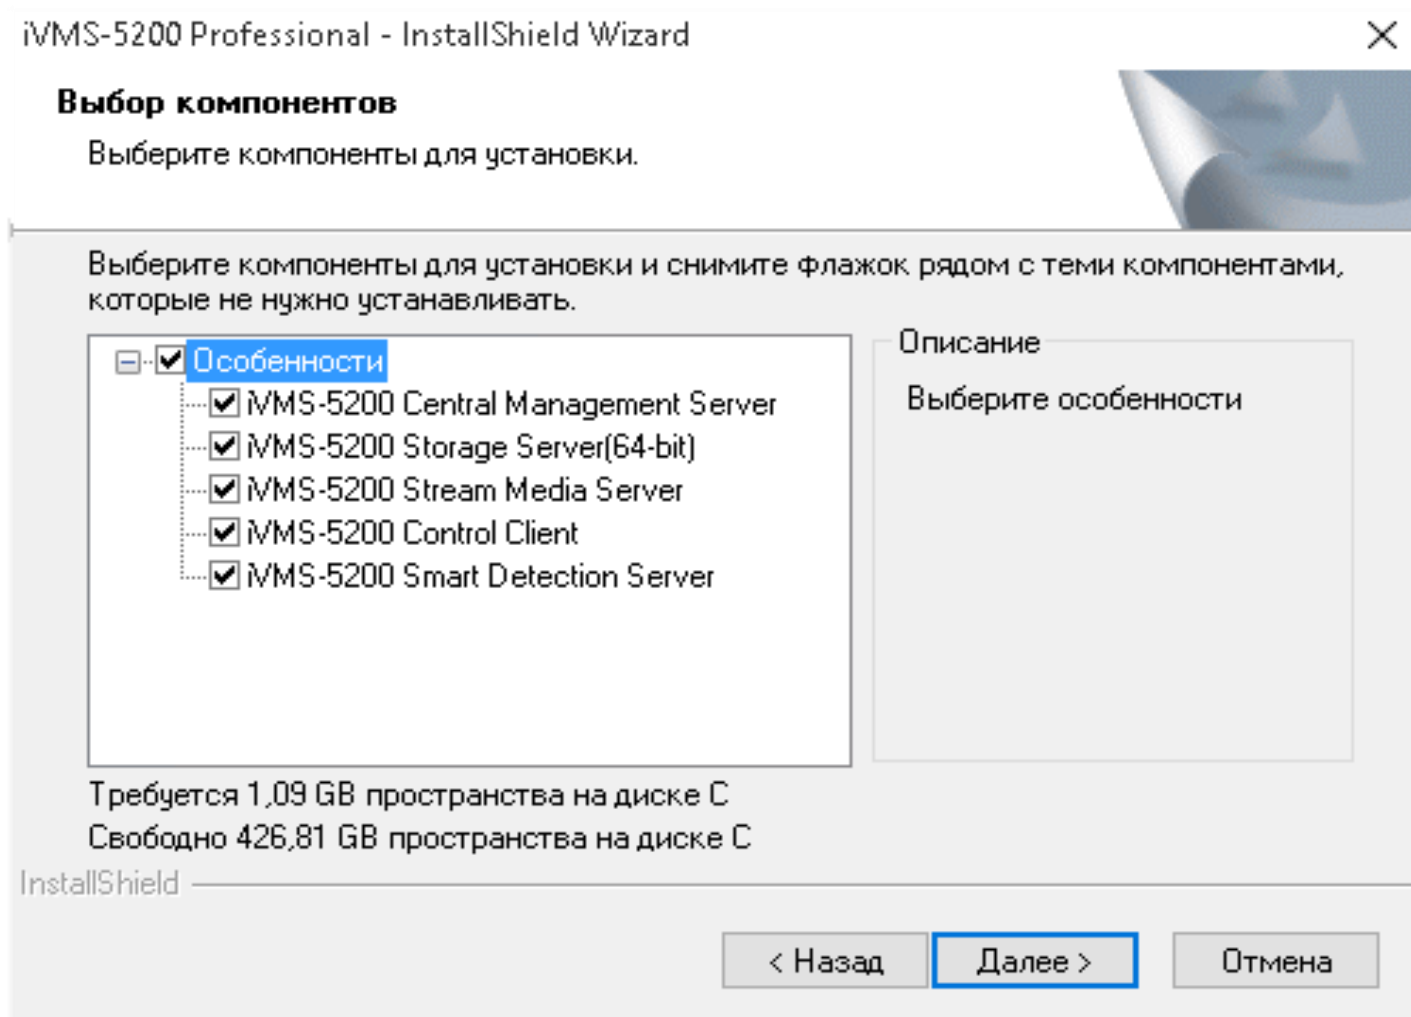 iVMS-5200 Professional - InstallShield Wizard
Выбор компонентов
Выберите компоненты для установки.
Выберите компоненты для установки и снимите флажок рядом с теми компонентами,
которые не нужно устанавливать.
Особенности
iVMS-5200 Central Management Server
iVMS-5200 Storage Server(64-bit)
iVMS-5200 Stream Media Server
iVMS-5200 Control Client
iVMS-5200 Smart Detection Server
Описание
Выберите особенности
Требуется 1,09 GB пространства на диске C
Свободно 426,81 GB пространства на диске C
InstallShield
< Назад
Далее >
Отмена